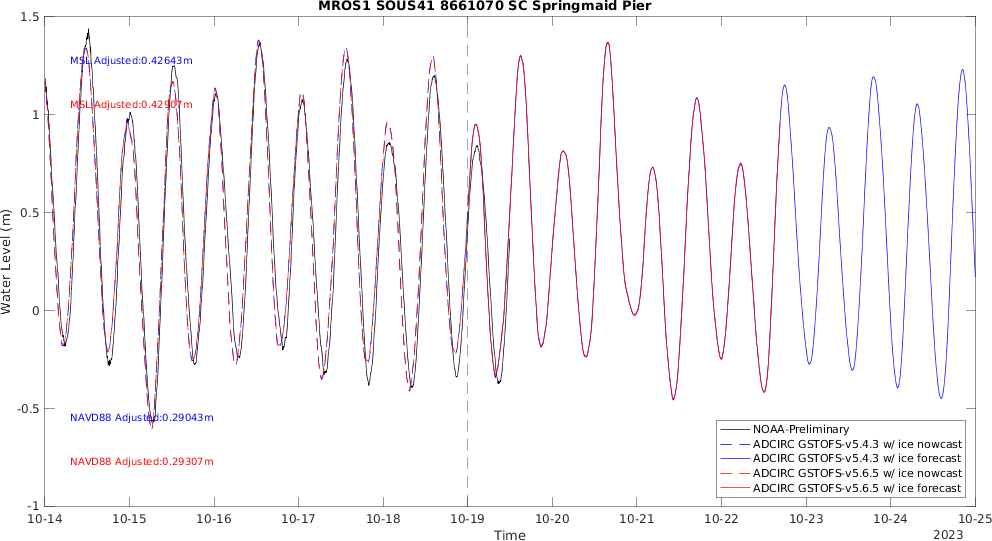 MROS1 SOUS41 8661070 SC Springmaid Pier
1.5
MSL Adjusted:0.42643m
MSL Adjusted:0.42907m
1
0.5
Water Level (m)
0
-0.5
NAVD88 Adjusted:0.29043m
NAVD88 Adjusted:0.29307m
NOAA-Preliminary
ADCIRC GSTOFS-v5.4.3 w/ ice nowcast
ADCIRC GSTOFS-v5.4.3 w/ ice forecast
ADCIRC GSTOFS-v5.6.5 w/ ice nowcast
ADCIRC GSTOFS-v5.6.5 w/ ice forecast
-1
10-14 10-15 10-16 10-17 10-18 10-19 10-20 10-21 10-22 10-23 10-24 10-25
Time
2023